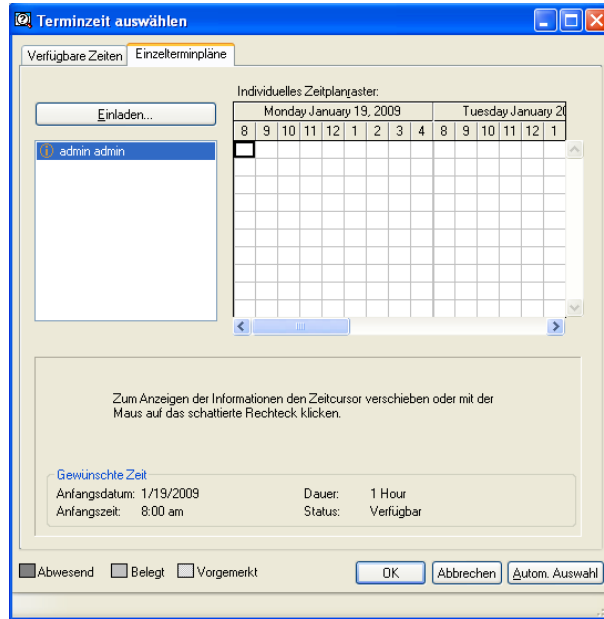 Terminzeit auswählen
Verfügbare Zeiten
Einzelterminpläne
Einladen...
Individuelles Zeitplanraster:
Monday January 19, 2009
Tuesday January 20
8 9 10 11 12 1 2 3 4 8 9 10 11 12 1
admin admin
Zum Anzeigen der Informationen den Zeitcursor verschieben oder mit der
Maus auf das schattierte Rechteck klicken.
Gewünschte Zeit
Anfangsdatum: 1/19/2009 Dauer: 1 Hour
Anfangszeit: 8:00 am Status: Verfügbar
Abwesend Belegt Vorgemerkt
OK
Abbrechen
Autom. Auswahl